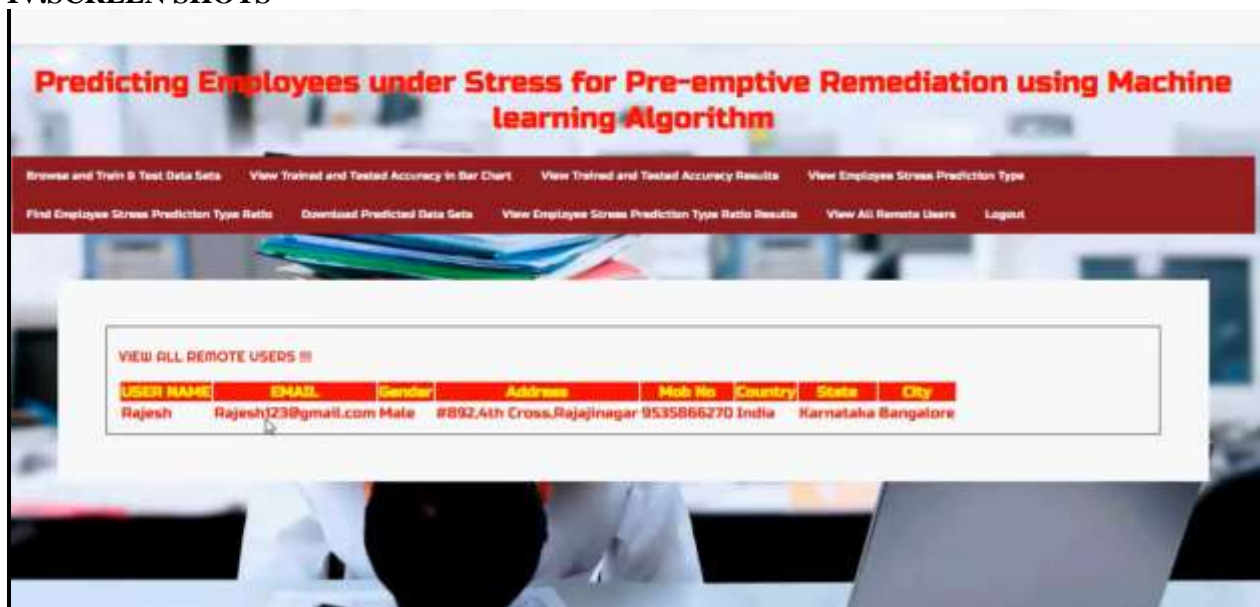 IV.SCREEN SHOTS
Predicting Employees under Stress for Pre-emptive Remediation using Machine
learning Algorithm
Browse and Train & Test Data Sets View Trained and Tested Accuracy in Bar Chart View Trained and Tested Accuracy Results View Employee Stress Prediction Type
Find Employee Stress Prediction Type Ratio Download Predicted Data Sets View Employee Stress Prediction Type Ratio Results View All Remote Users Logout
VIEW ALL REMOTE USERS !!!
USER NAME EMAIL Gender Address Mob No Country State City
Rajesh Rajesh123@gmail.com Male #892,4th Cross,Rajajinagar 9535866270 India Karnataka Bangalore